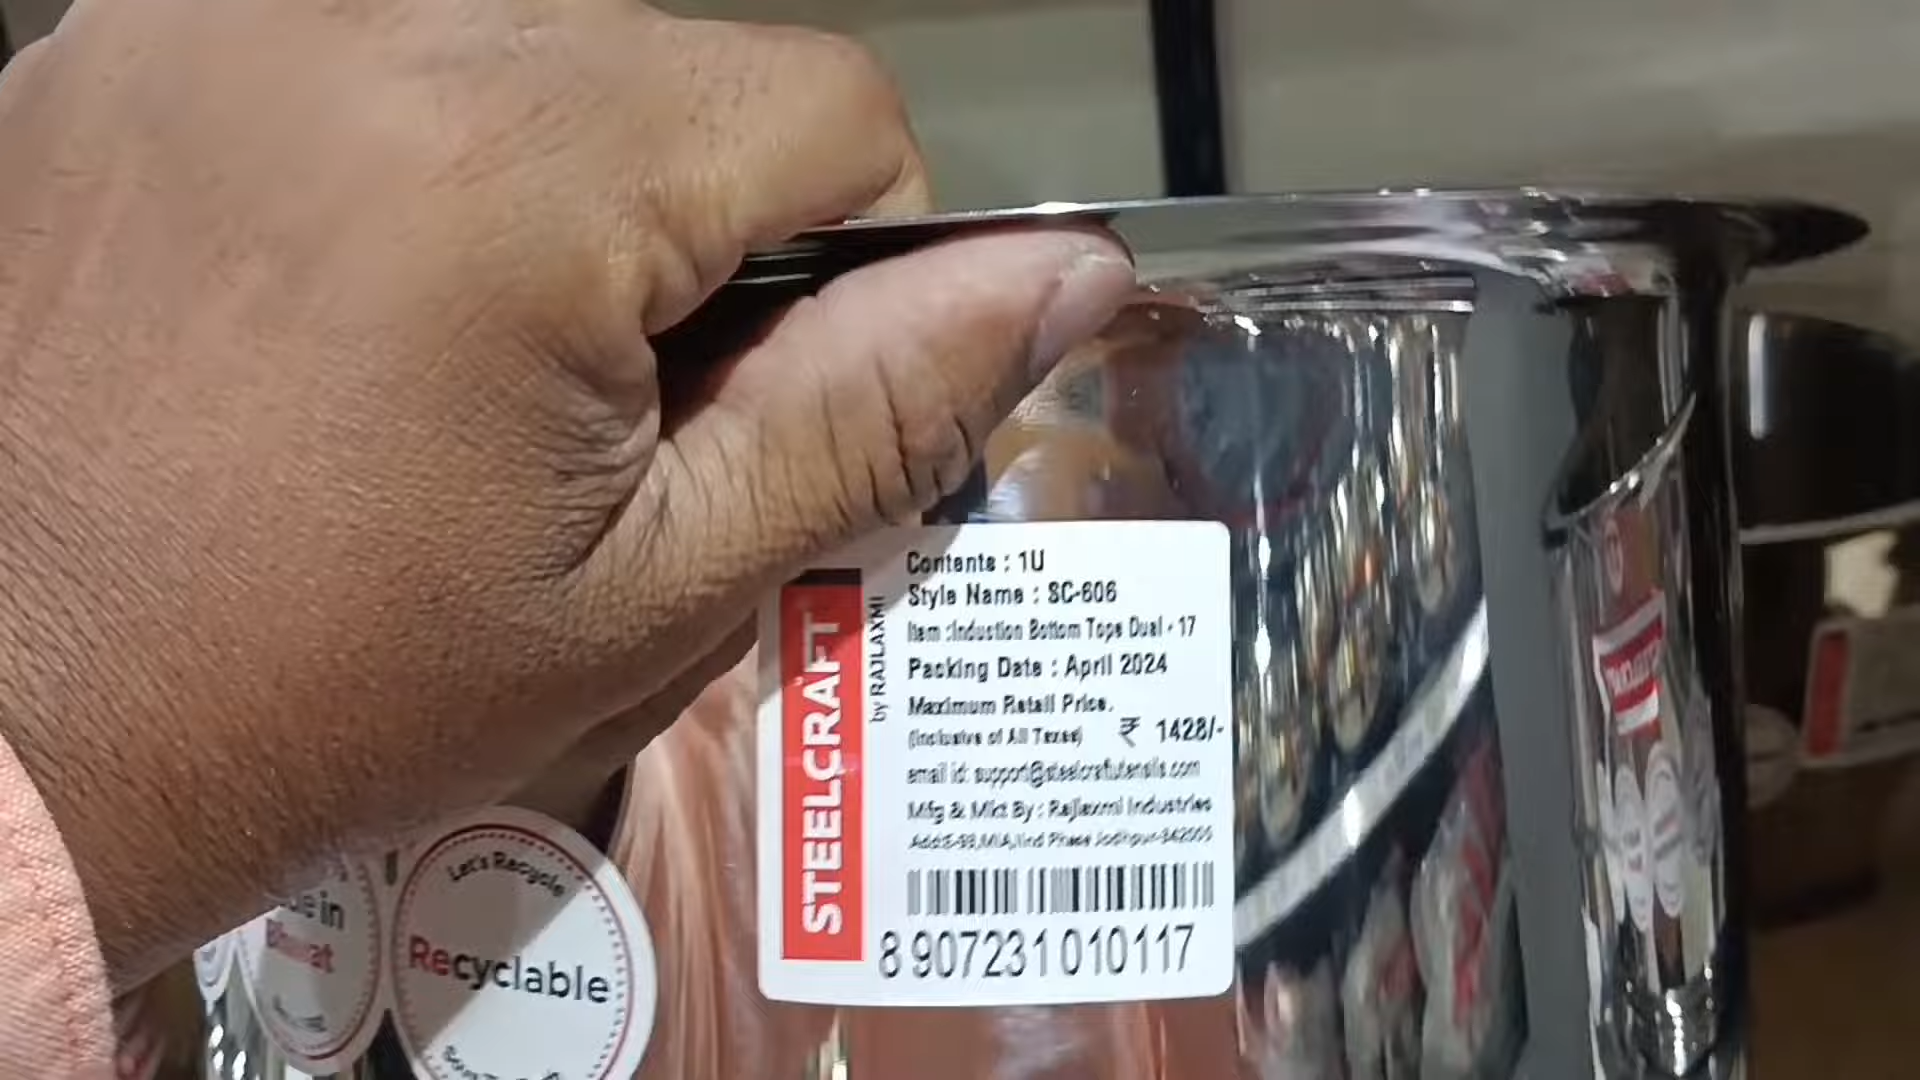 Contents : 1U
Style Name : SC-606
Item :Induction Bottom Tope Dual - 17
Packing Date : April 2024
Maximum Retail Price.
(Inclusive of All Taxes) ₹ 1428/-
email id: support@steelcraftutensils.com
Mfg & Mkt By : Rajlaxmi Industries
8 907231 010117
STEELCRAFT
by RAJLAXMI
Let's Recycle
Recyclable
in